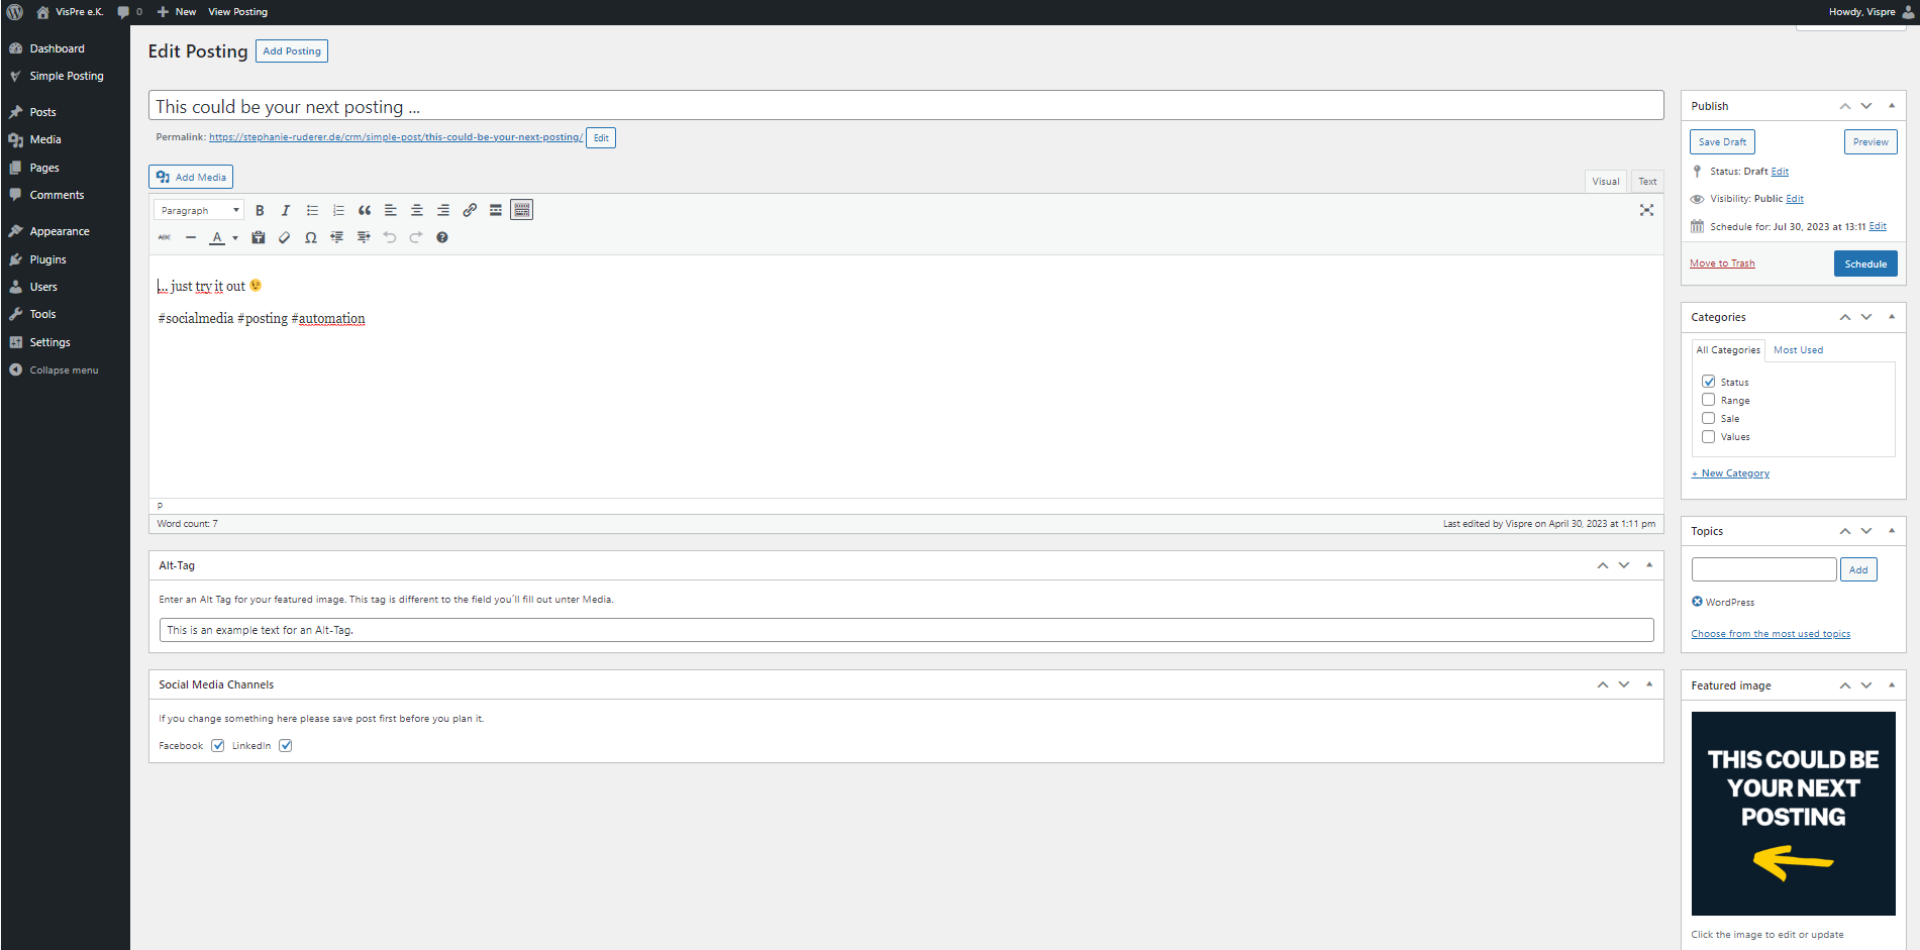 VisPre e.K. 0 New View Posting
Howdy, Vispre
Dashboard
Simple Posting
Posts
Media
Pages
Comments
Appearance
Plugins
Users
Tools
Settings
Collapse menu
Edit Posting Add Posting
This could be your next posting ...
Permalink: https://stephanie-ruderer.de/crm/simple-post/this-could-be-your-next-posting/ Edit
Add Media
Visual Text
Paragraph B I
ABC A Ω
... just try it out 😉
#socialmedia #posting #automation
P
Word count: 7
Last edited by Vispre on April 30, 2023 at 1:11 pm
Alt-Tag
Enter an Alt Tag for your featured image. This tag is different to the field you'll fill out unter Media.
This is an example text for an Alt-Tag.
Social Media Channels
If you change something here please save post first before you plan it.
Facebook LinkedIn
Publish
Save Draft Preview
Status: Draft Edit
Visibility: Public Edit
Schedule for: Jul 30, 2023 at 13:11 Edit
Move to Trash Schedule
Categories
All Categories Most Used
Status
Range
Sale
Values
+ New Category
Topics
Add
WordPress
Choose from the most used topics
Featured image
THIS COULD BE
YOUR NEXT
POSTING
Click the image to edit or update